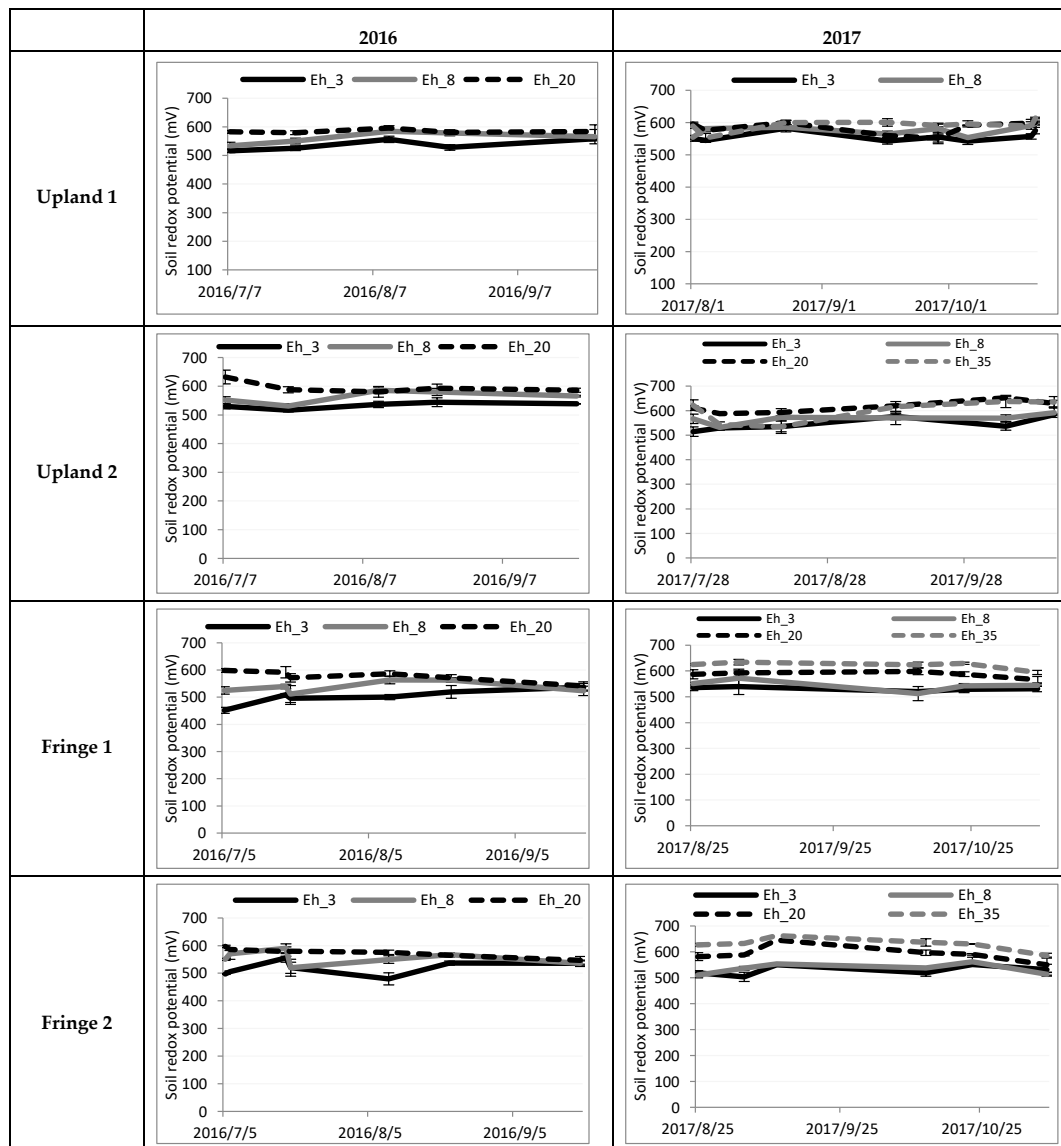 2016 2017
Upland 1
Eh_3 Eh_8 Eh_20
Soil redox potential (mV)
700
600
500
400
300
200
100
2016/7/7 2016/8/7 2016/9/7
Eh_3 Eh_8
Soil redox potential (mV)
700
600
500
400
300
200
100
2017/8/1 2017/9/1 2017/10/1
Upland 2
Eh_3 Eh_8 Eh_20
Soil redox potential (mV)
700
600
500
400
300
200
100
0
2016/7/7 2016/8/7 2016/9/7
Eh_3 Eh_8
Eh_20 Eh_35
Soil redox potential (mV)
700
600
500
400
300
200
100
0
2017/7/28 2017/8/28 2017/9/28
Fringe 1
Eh_3 Eh_8 Eh_20
Soil redox potential (mV)
700
600
500
400
300
200
100
0
2016/7/5 2016/8/5 2016/9/5
Eh_3 Eh_8
Eh_20 Eh_35
Soil redox potential (mV)
700
600
500
400
300
200
100
0
2017/8/25 2017/9/25 2017/10/25
Fringe 2
Eh_3 Eh_8 Eh_20
Soil redox potential (mV)
700
600
500
400
300
200
100
0
2016/7/5 2016/8/5 2016/9/5
Eh_3 Eh_8
Eh_20 Eh_35
Soil redox potential (mV)
700
600
500
400
300
200
100
0
2017/8/25 2017/9/25 2017/10/25